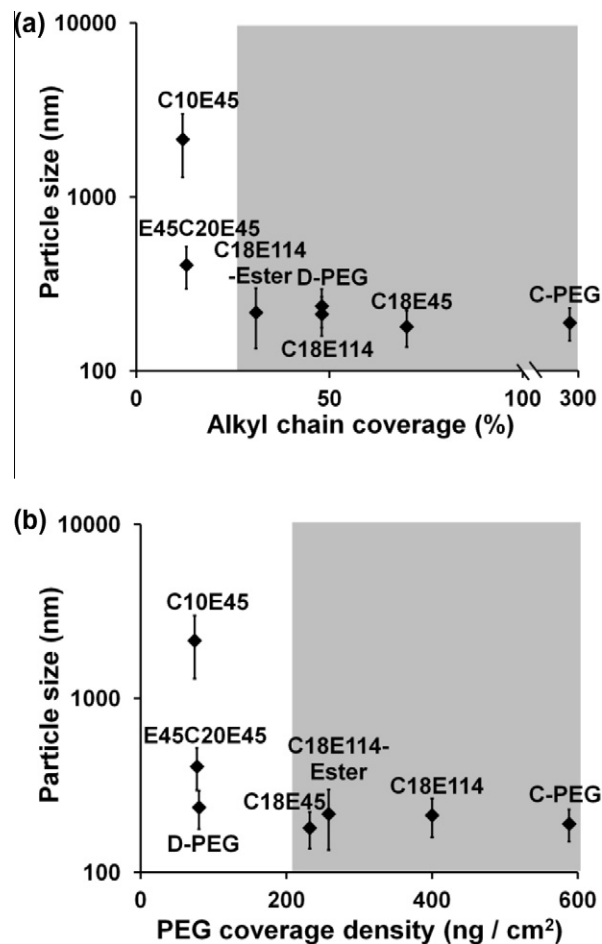 (a)
Particle size (nm)
10000
1000
100
C10E45
E45C20E45
C18E114
-Ester
D-PEG
C18E114
C18E45
C-PEG
0
50
100
300
Alkyl chain coverage (%)
(b)
Particle size (nm)
10000
1000
100
C10E45
E45C20E45
D-PEG
C18E45
C18E114-
Ester
C18E114
C-PEG
0
200
400
600
PEG coverage density (ng / cm²)